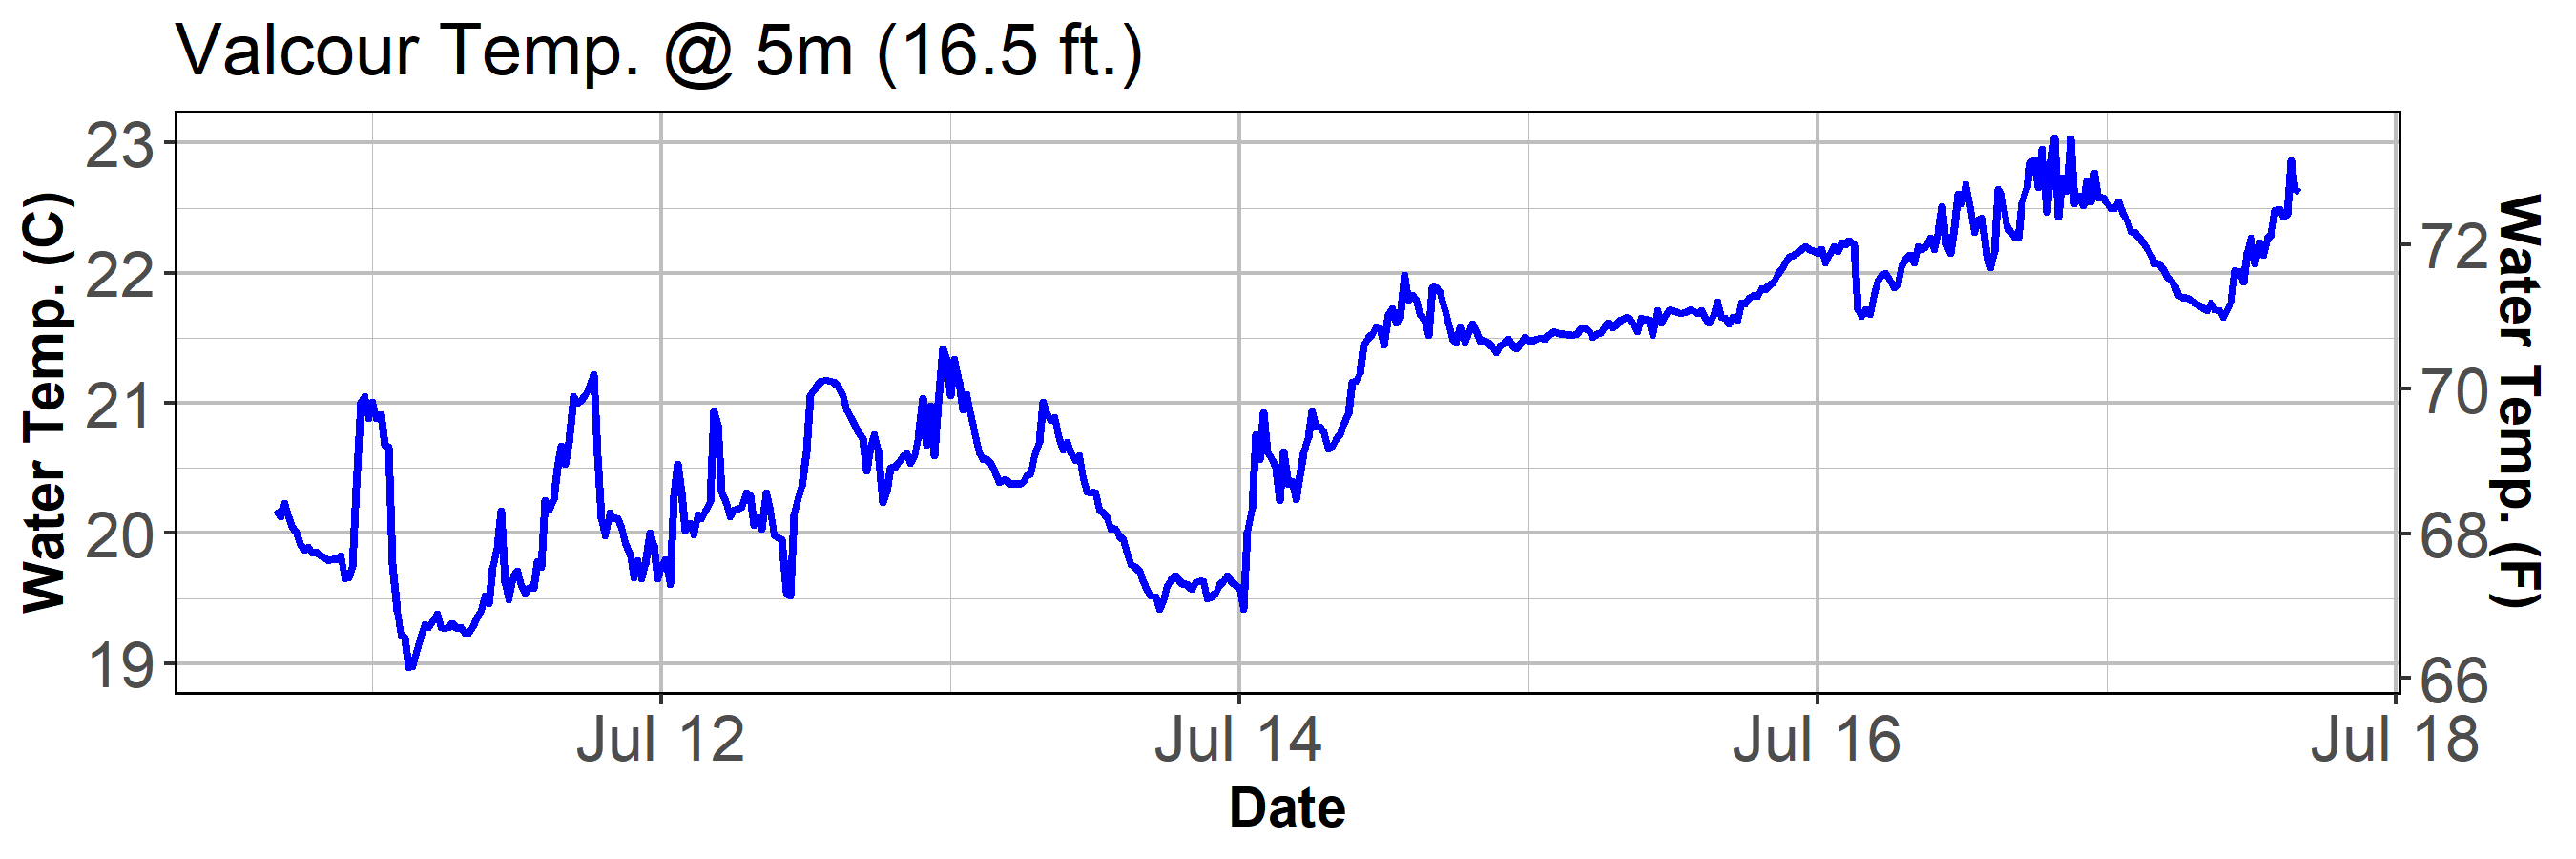 Valcour Temp. @ 5m (16.5 ft.)
Water Temp. (C)
23
22
21
20
19
72
70
68
66
Water Temp. (F)
Jul 12
Jul 14
Jul 16
Jul 18
Date